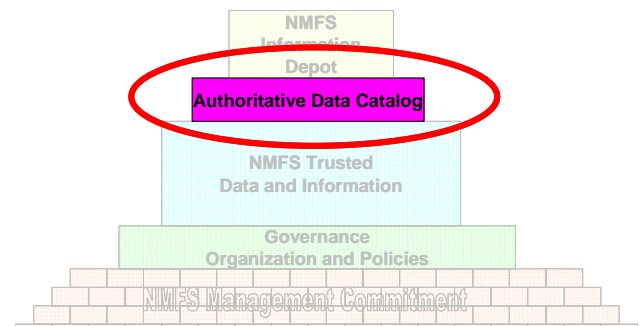 NMFS
Information
Depot
Authoritative Data Catalog
NMFS Trusted
Data and Information
Governance
Organization and Policies
NMFS Management Commitment